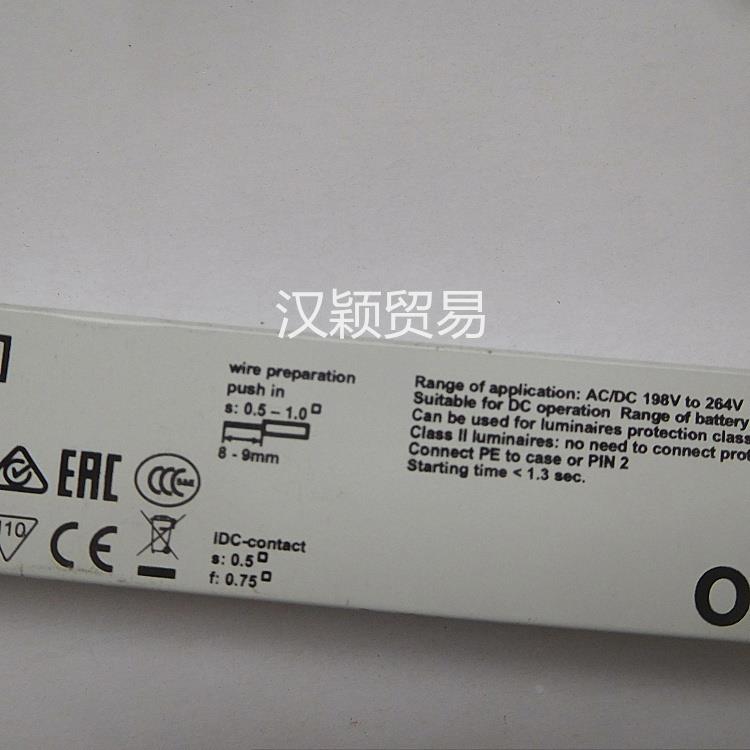 汉颖贸易
wire preparation
push in
s: 0.5 – 1.0
8 - 9mm
Range of application: AC/DC 198V to 264V
Suitable for DC operation Range of battery
Can be used for luminaires protection class
Class II luminaires: no need to connect
Connect PE to case or PIN 2
Starting time < 1.3 sec.
EAC
CCC
110
CE
IDC-contact
s: 0.5
f: 0.75
O